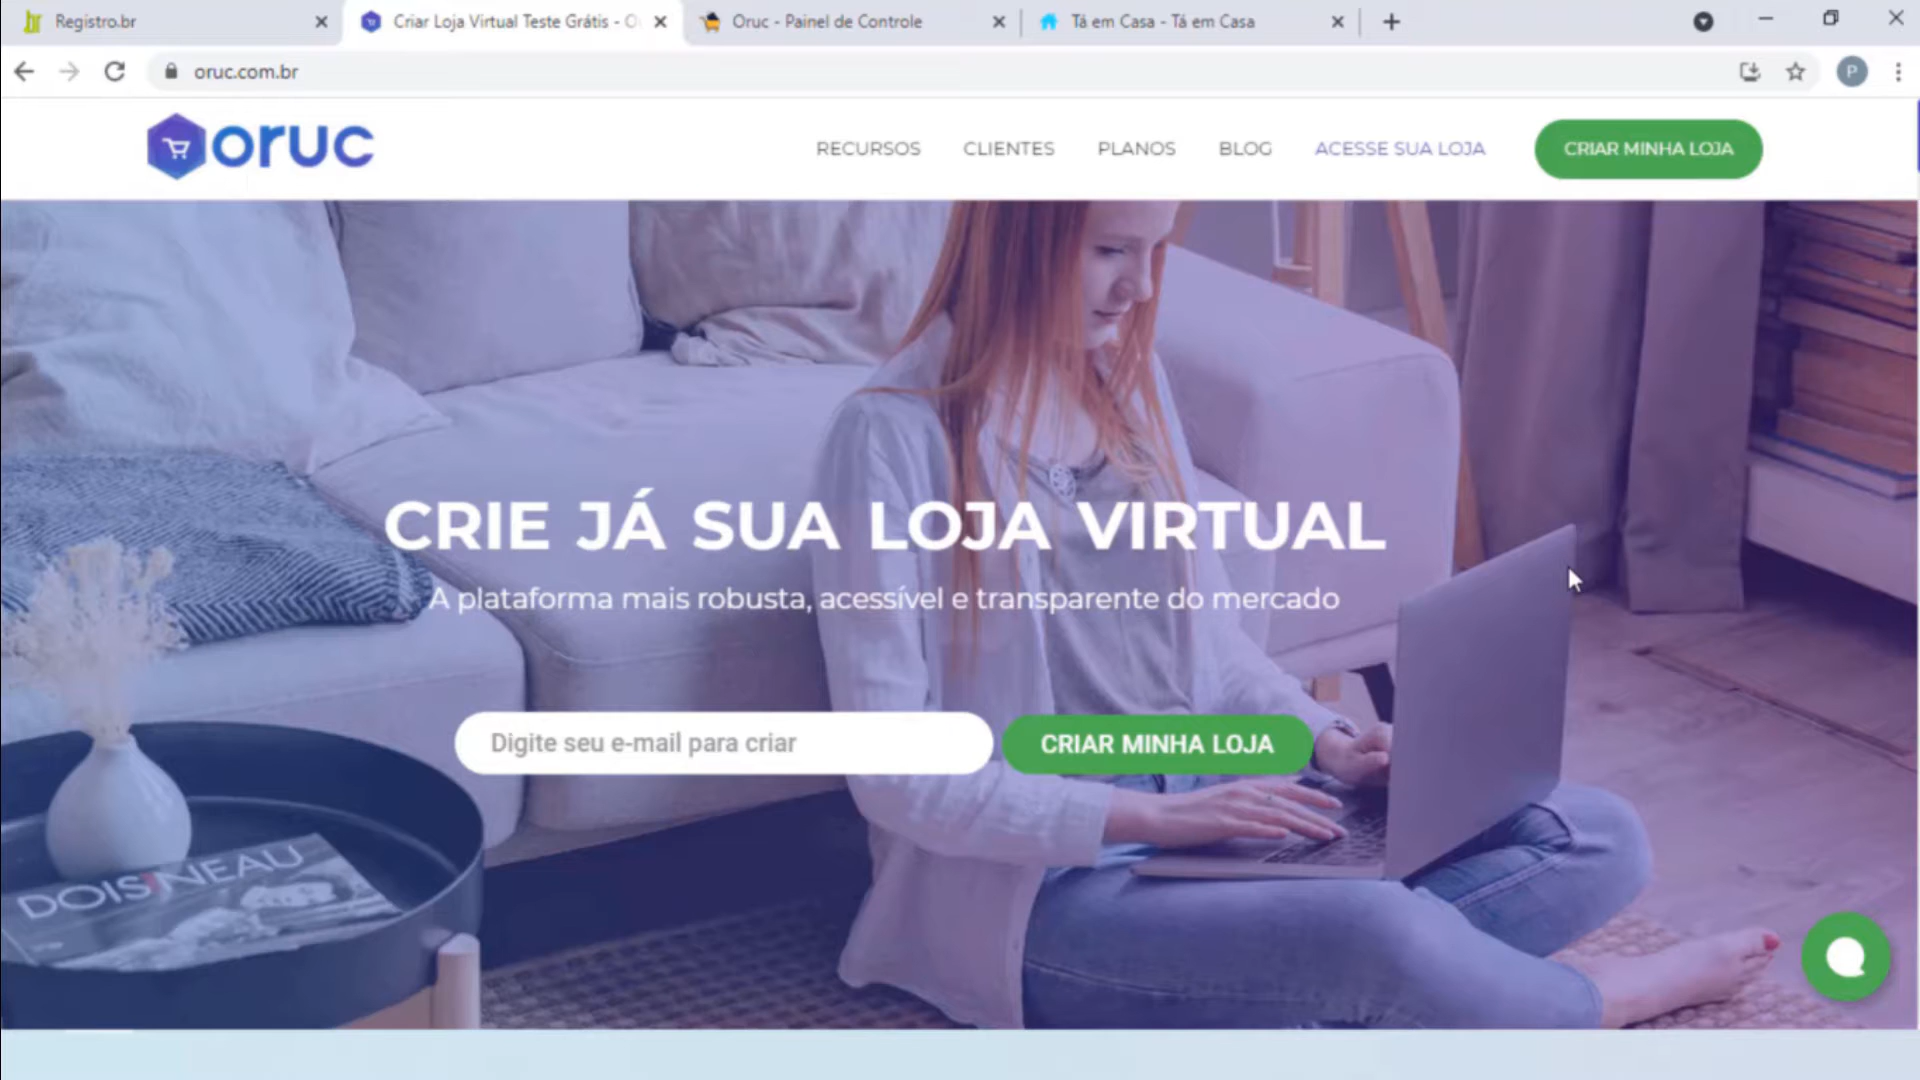 Registro.br
Criar Loja Virtual Teste Grátis - O
Oruc - Painel de Controle
Tá em Casa - Tá em Casa
oruc.com.br
P
oruc
RECURSOS
CLIENTES
PLANOS
BLOG
ACESSE SUA LOJA
CRIAR MINHA LOJA
CRIE JÁ SUA LOJA VIRTUAL
A plataforma mais robusta, acessível e transparente do mercado
Digite seu e-mail para criar
CRIAR MINHA LOJA
DOISNEAU